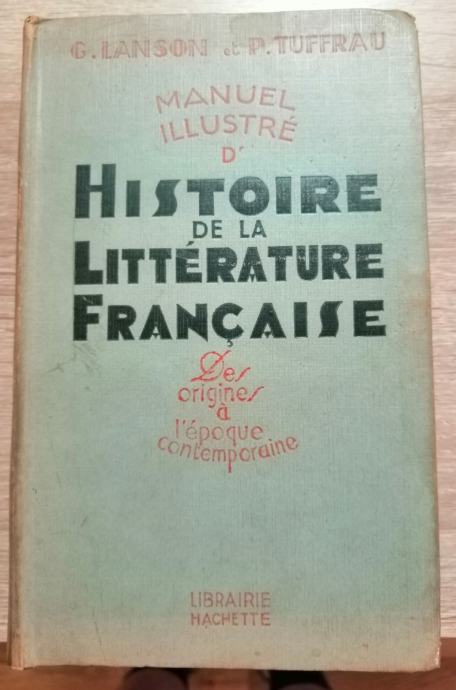 G. LANSON et P. TUFFRAU
MANUEL
ILLUSTRÉ
D'
HISTOIRE
DE LA
LITTÉRATURE
FRANÇAISE
Des
origines
à
l'époque
contemporaine
LIBRAIRIE
HACHETTE